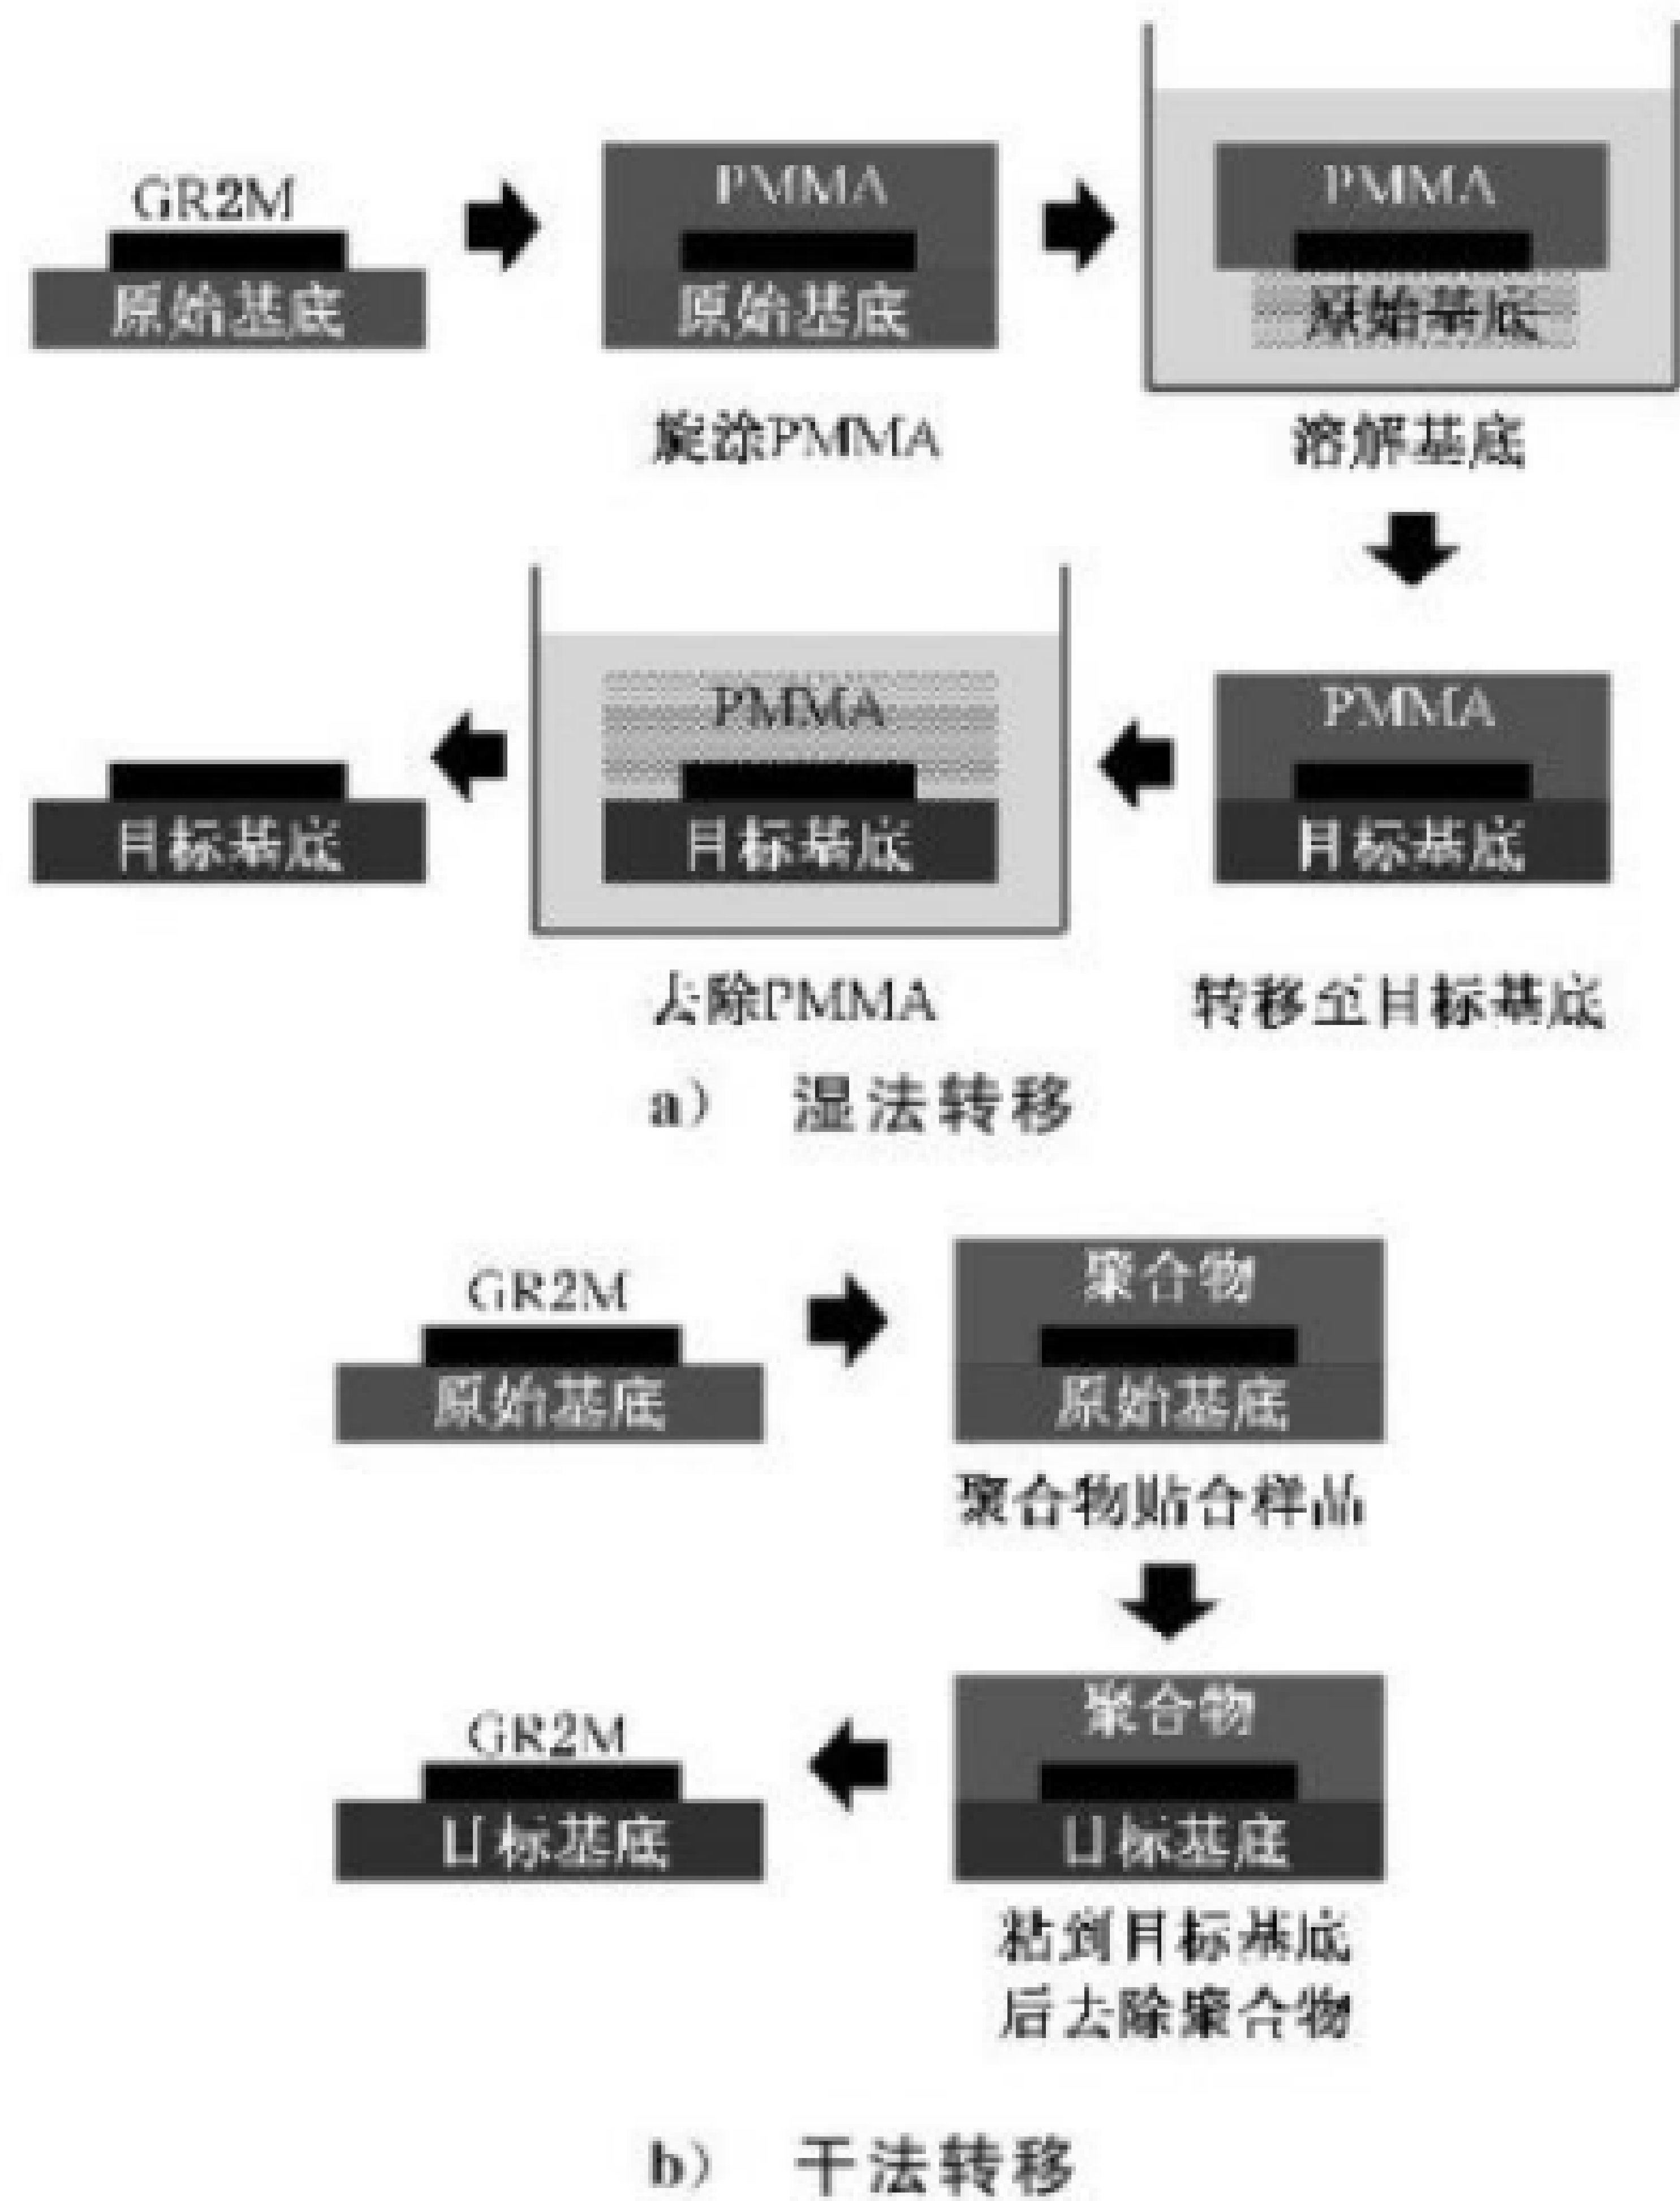 GR2M
原始基底
PMMA
原始基底
旋涂PMMA
PMMA
原始基底
溶解基底
PMMA
目标基底
转移至目标基底
PMMA
目标基底
去除PMMA
目标基底
a) 湿法转移
GR2M
原始基底
聚合物
原始基底
聚合物贴合样品
聚合物
目标基底
粘到目标基底
后去除聚合物
GR2M
目标基底
b) 干法转移